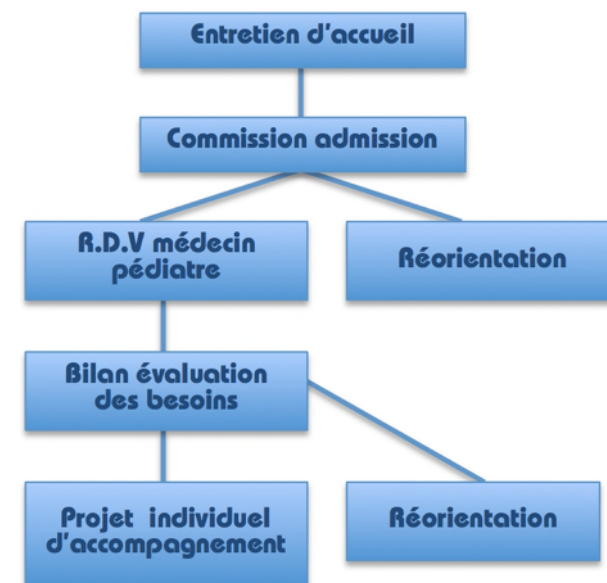 Entretien d'accueil
Commission admission
R.D.V médecin
pédiatre
Réorientation
Bilan évaluation
des besoins
Projet individuel
d'accompagnement
Réorientation